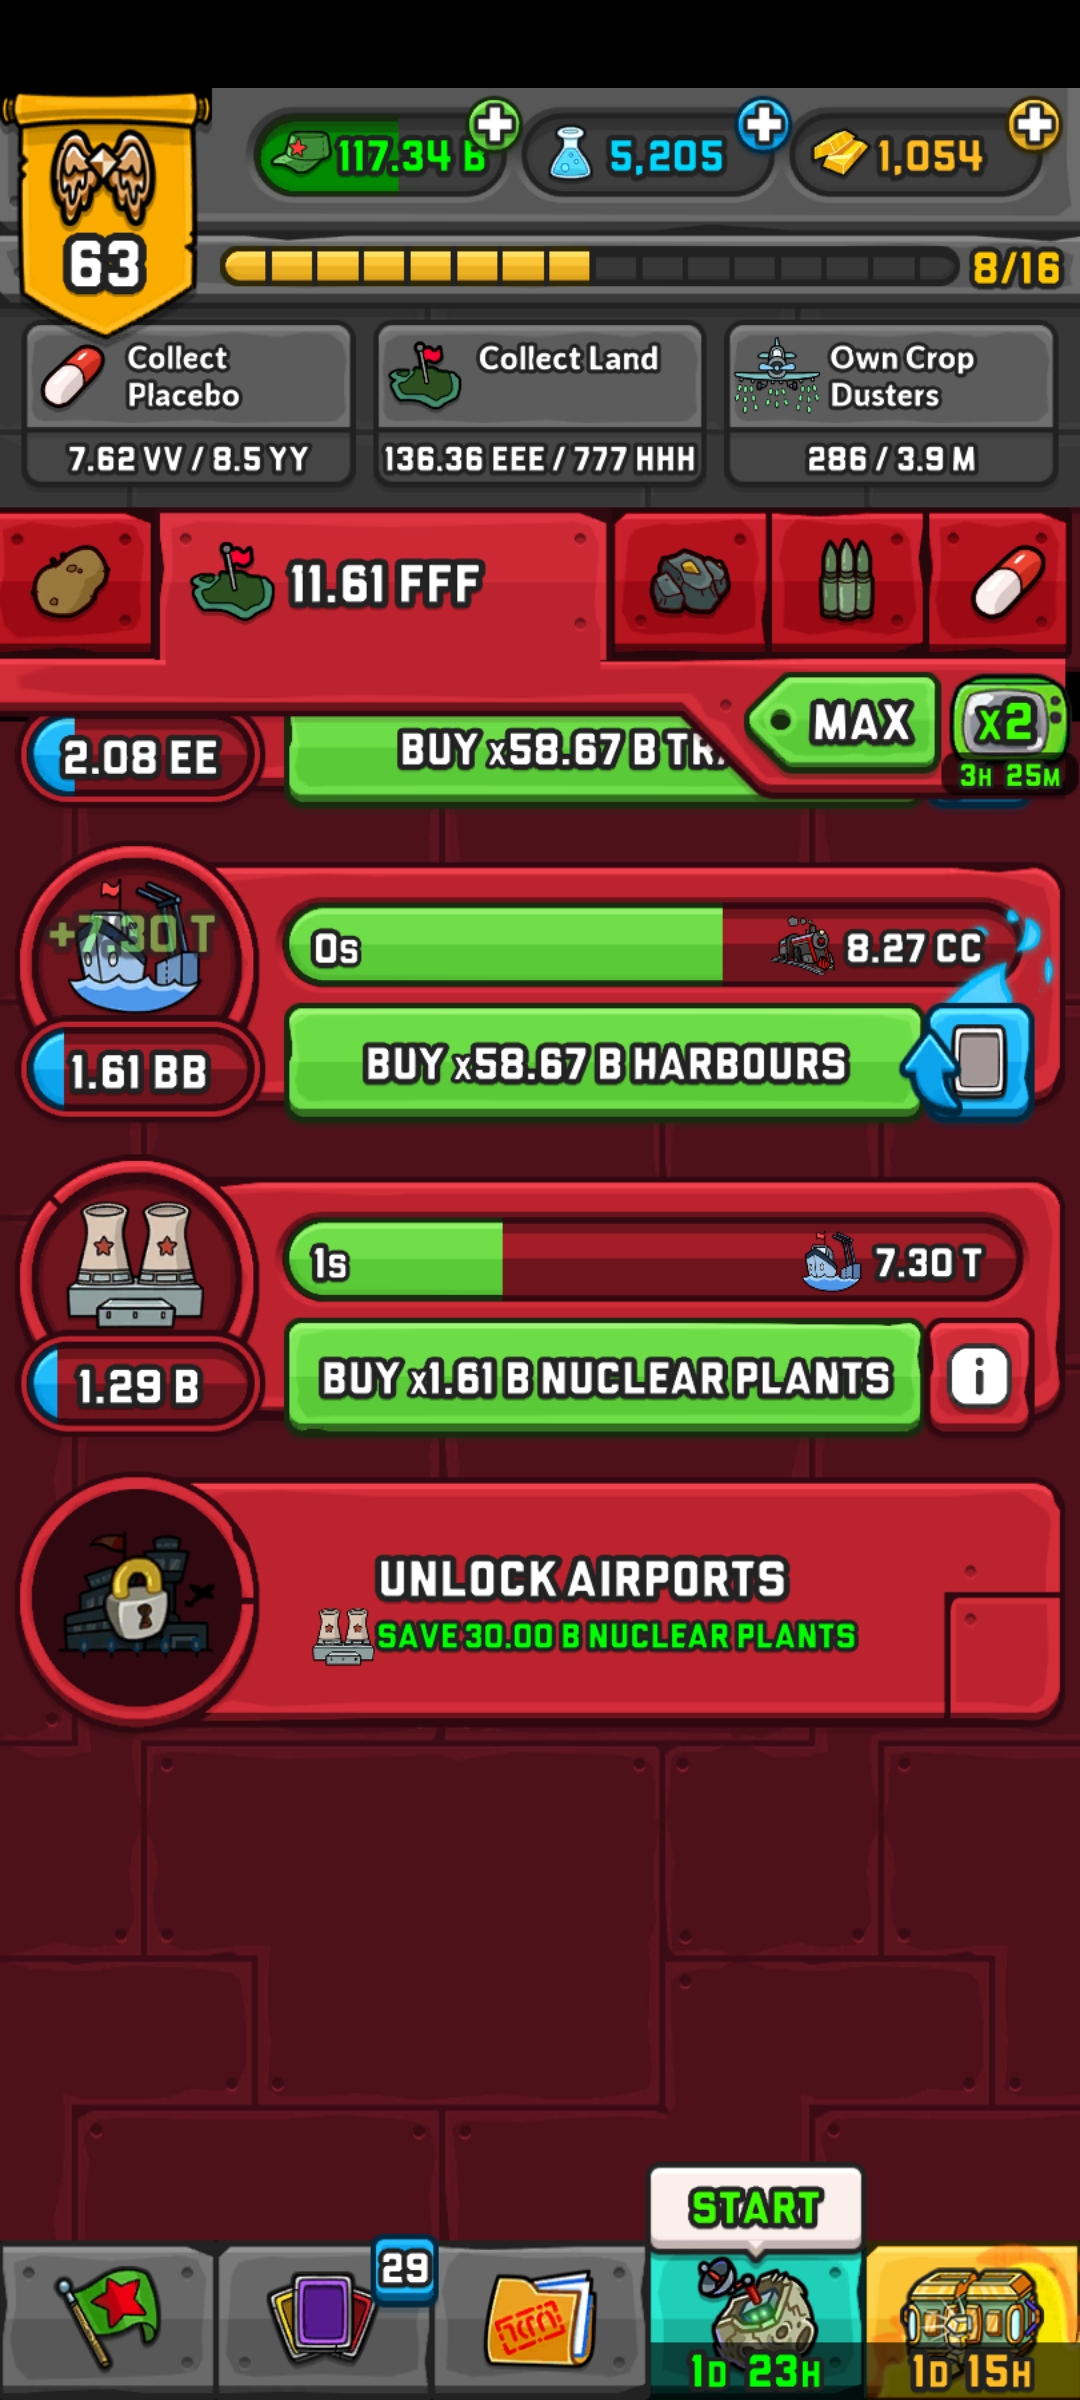 117.34 B
5,205
1,054
63
8/16
Collect
Placebo
7.62 VV / 8.5 YY
Collect Land
136.36 EEE / 777 HHH
Own Crop
Dusters
286 / 3.9 M
11.61 FFF
MAX
x2
3H 25M
2.08 EE
BUY x58.67 B
+7.30 T
0s
8.27 CC
1.61 BB
BUY x58.67 B HARBOURS
1s
7.30 T
1.29 B
BUY x1.61 B NUCLEAR PLANTS
i
UNLOCK AIRPORTS
SAVE 30.00 B NUCLEAR PLANTS
START
29
1D 23H
1D 15H